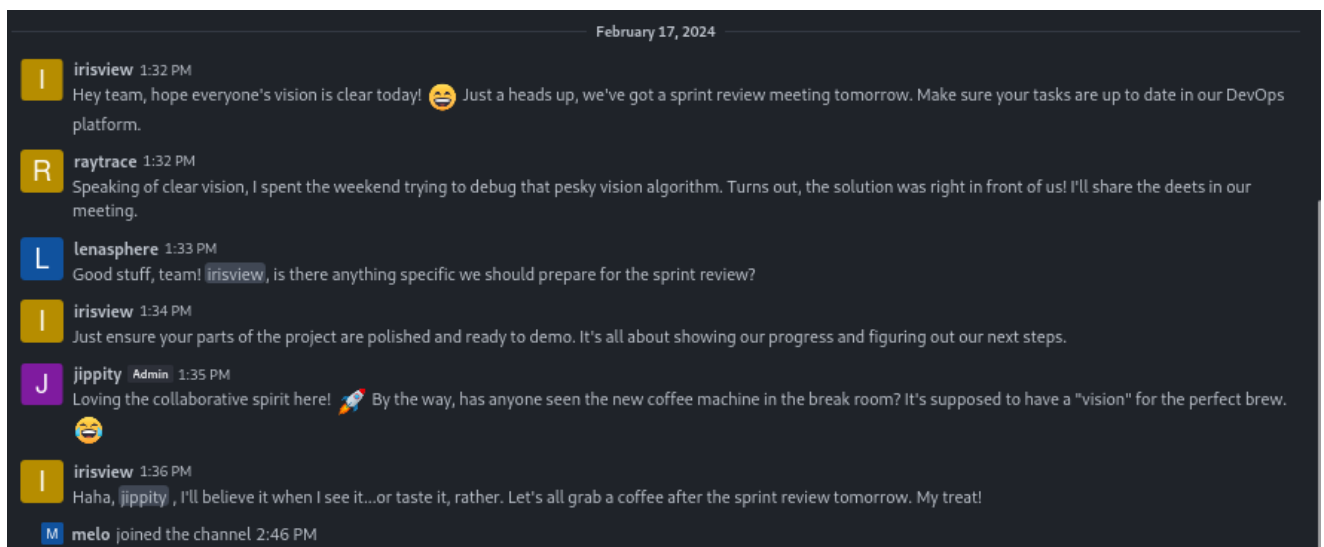 February 17, 2024
I
irisview 1:32 PM
Hey team, hope everyone's vision is clear today! 😄 Just a heads up, we've got a sprint review meeting tomorrow. Make sure your tasks are up to date in our DevOps
platform.
R
raytrace 1:32 PM
Speaking of clear vision, I spent the weekend trying to debug that pesky vision algorithm. Turns out, the solution was right in front of us! I'll share the deets in our
meeting.
L
lenasphere 1:33 PM
Good stuff, team! irisview, is there anything specific we should prepare for the sprint review?
I
irisview 1:34 PM
Just ensure your parts of the project are polished and ready to demo. It's all about showing our progress and figuring out our next steps.
J
jippity Admin 1:35 PM
Loving the collaborative spirit here! 🚀 By the way, has anyone seen the new coffee machine in the break room? It's supposed to have a "vision" for the perfect brew.
😂
I
irisview 1:36 PM
Haha, jippity , I'll believe it when I see it...or taste it, rather. Let's all grab a coffee after the sprint review tomorrow. My treat!
M melo joined the channel 2:46 PM